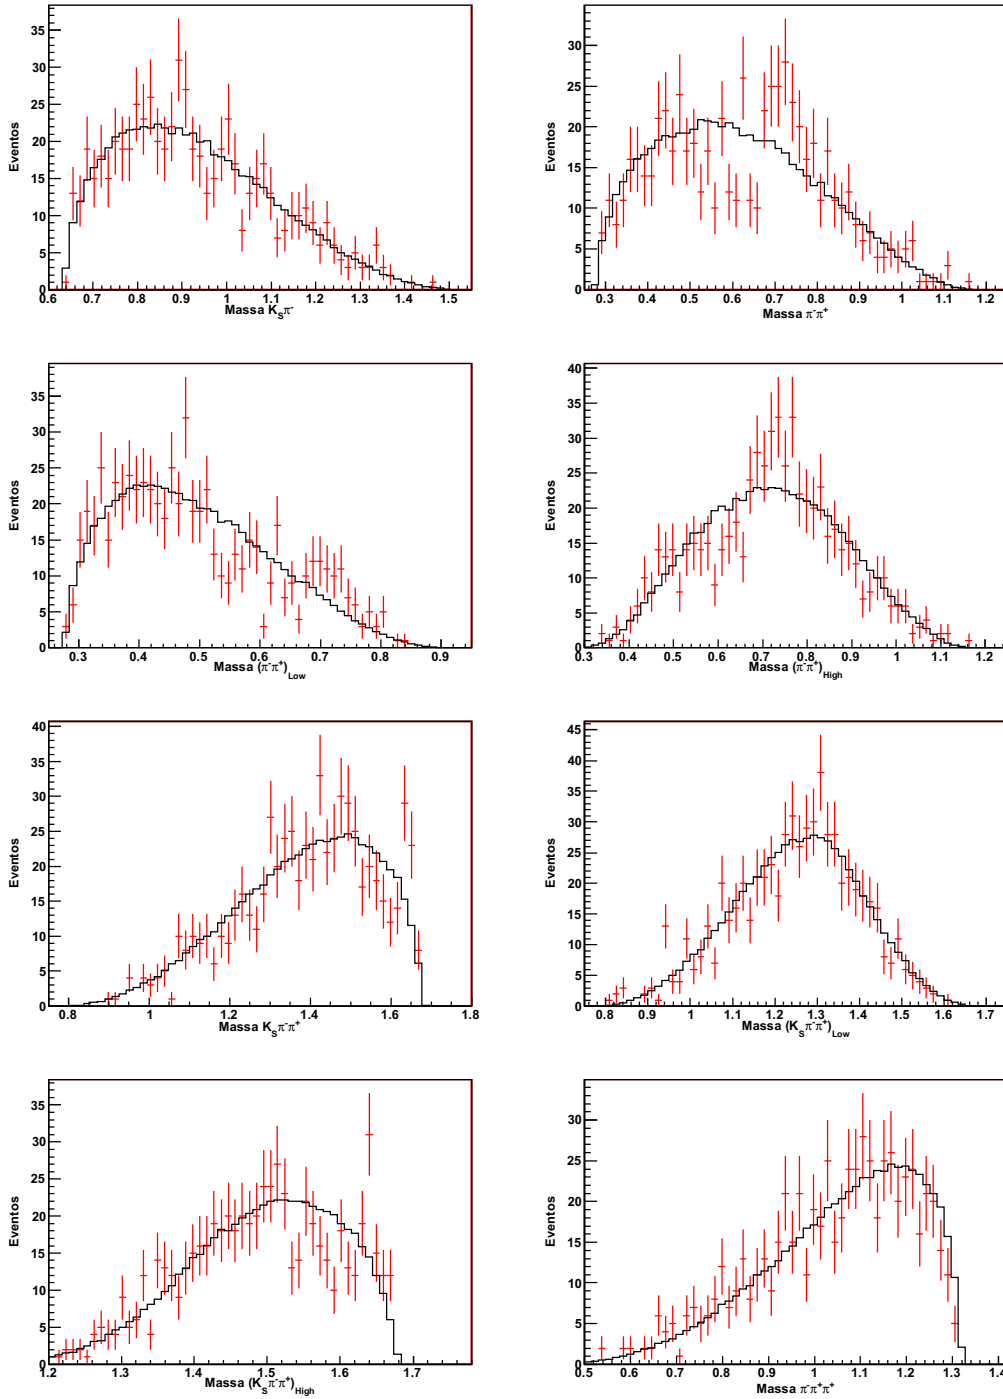 Eventos
35
30
25
20
15
10
5
0
0.6 0.7 0.8 0.9 1 1.1 1.2 1.3 1.4 1.5
Massa K_Sπ⁻
Eventos
30
25
20
15
10
5
0
0.3 0.4 0.5 0.6 0.7 0.8 0.9 1 1.1 1.2
Massa π⁻π⁺
Eventos
35
30
25
20
15
10
5
0
0.3 0.4 0.5 0.6 0.7 0.8 0.9
Massa (π⁻π⁺)_Low
Eventos
40
35
30
25
20
15
10
5
0
0.3 0.4 0.5 0.6 0.7 0.8 0.9 1 1.1 1.2
Massa (π⁻π⁺)_High
Eventos
40
35
30
25
20
15
10
5
0
0.8 1 1.2 1.4 1.6 1.8
Massa K_Sπ⁻π⁺
Eventos
45
40
35
30
25
20
15
10
5
0
0.8 0.9 1 1.1 1.2 1.3 1.4 1.5 1.6 1.7
Massa (K_Sπ⁻π⁺)_Low
Eventos
35
30
25
20
15
10
5
0
1.2 1.3 1.4 1.5 1.6 1.7
Massa (K_Sπ⁻π⁺)_High
Eventos
30
25
20
15
10
5
0
0.5 0.6 0.7 0.8 0.9 1 1.1 1.2 1.3 1.4
Massa π⁻π⁺π⁺